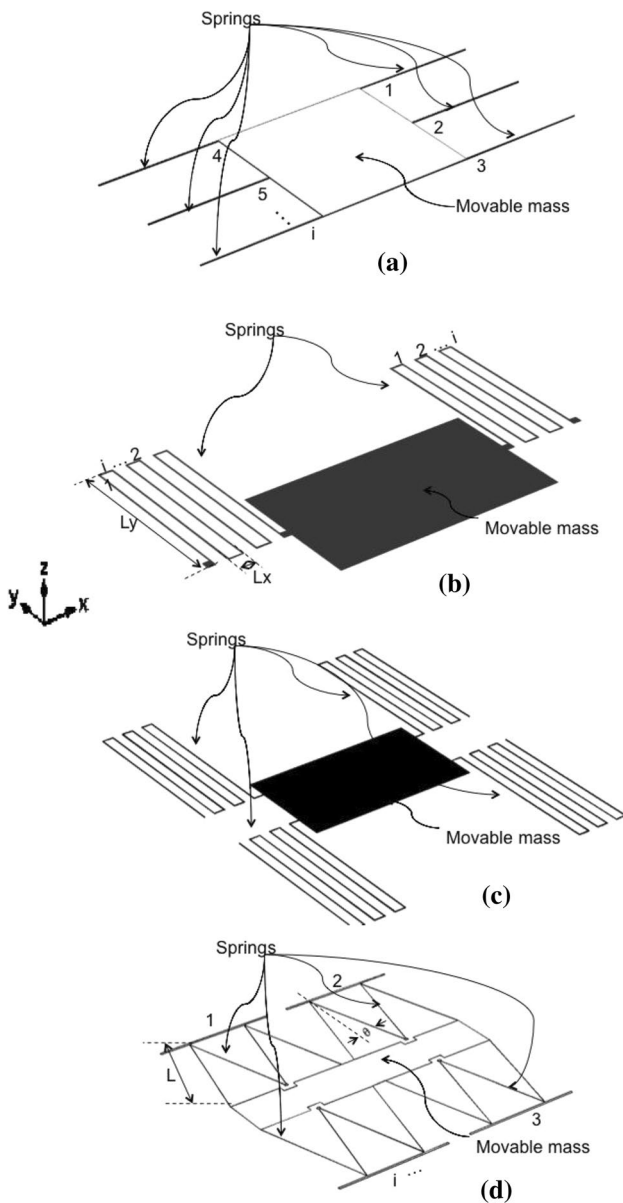 Springs
1
2
3
4
5
...
i
Movable mass
(a)
Springs
1 2 ... i
i ... 2
1
Ly
Lx
Movable mass
(b)
z
y
x
Springs
Movable mass
(c)
Springs
2
1
θ
L
3
Movable mass
i ...
(d)